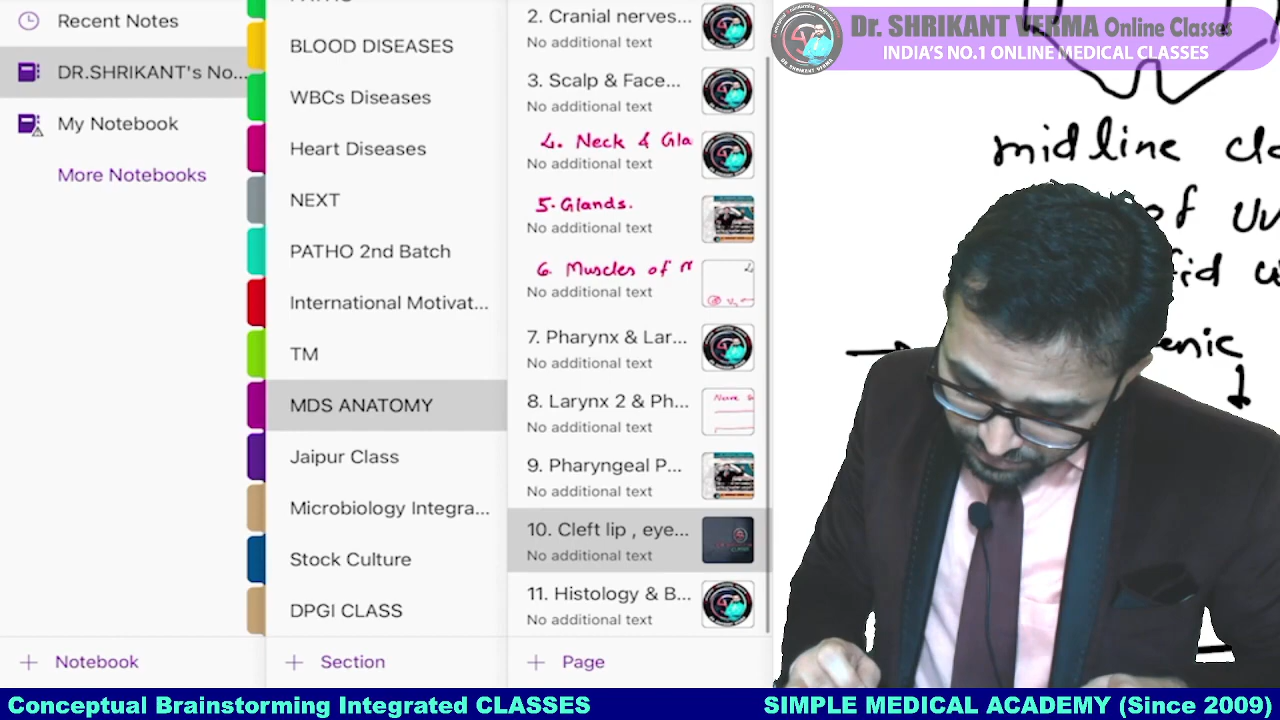 Recent Notes
DR.SHRIKANT's No...
My Notebook
More Notebooks
BLOOD DISEASES
WBCs Diseases
Heart Diseases
NEXT
PATHO 2nd Batch
International Motivat...
TM
MDS ANATOMY
Jaipur Class
Microbiology Integra...
Stock Culture
DPGI CLASS
2. Cranial nerves...
No additional text
3. Scalp & Face...
No additional text
4. Neck & Gla
No additional text
5. Glands.
No additional text
6. Muscles of
No additional text
7. Pharynx & Lar...
No additional text
8. Larynx 2 & Ph...
No additional text
9. Pharyngeal P...
No additional text
10. Cleft lip , eye...
No additional text
11. Histology & B...
No additional text
+ Notebook
+ Section
+ Page
Dr. SHRIKANT VERMA Online Classes
INDIA'S NO.1 ONLINE MEDICAL CLASSES
midline
of
Conceptual Brainstorming Integrated CLASSES
SIMPLE MEDICAL ACADEMY (Since 2009)